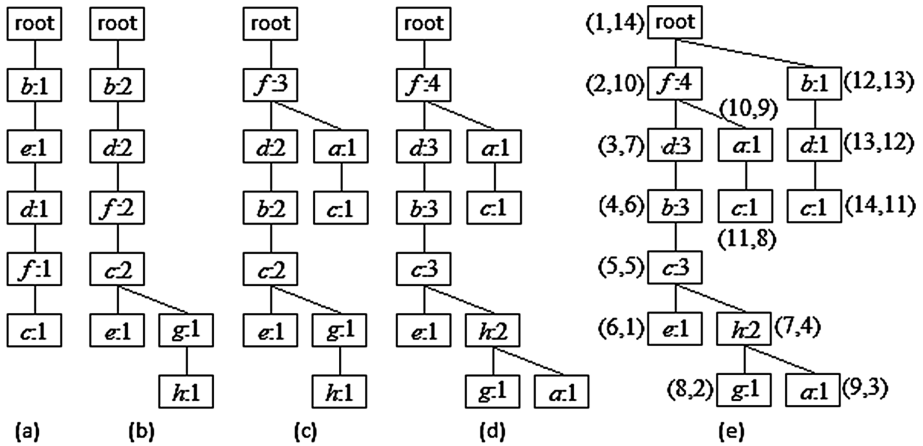 root root root root (1,14) root
b:1 b:2 f:3 f:4 (2,10) f:4 b:1 (12,13)
(10,9)
e:1 d:2 d:2 a:1 d:3 a:1 (3,7) d:3 a:1 d:1 (13,12)
d:1 f:2 b:2 c:1 b:3 c:1 (4,6) b:3 c:1 c:1 (14,11)
(11,8)
f:1 c:2 c:2 c:3 (5,5) c:3
c:1 e:1 g:1 e:1 g:1 e:1 h:2 (6,1) e:1 h:2 (7,4)
h:1 h:1 g:1 a:1 (8,2) g:1 a:1 (9,3)
(a) (b) (c) (d) (e)